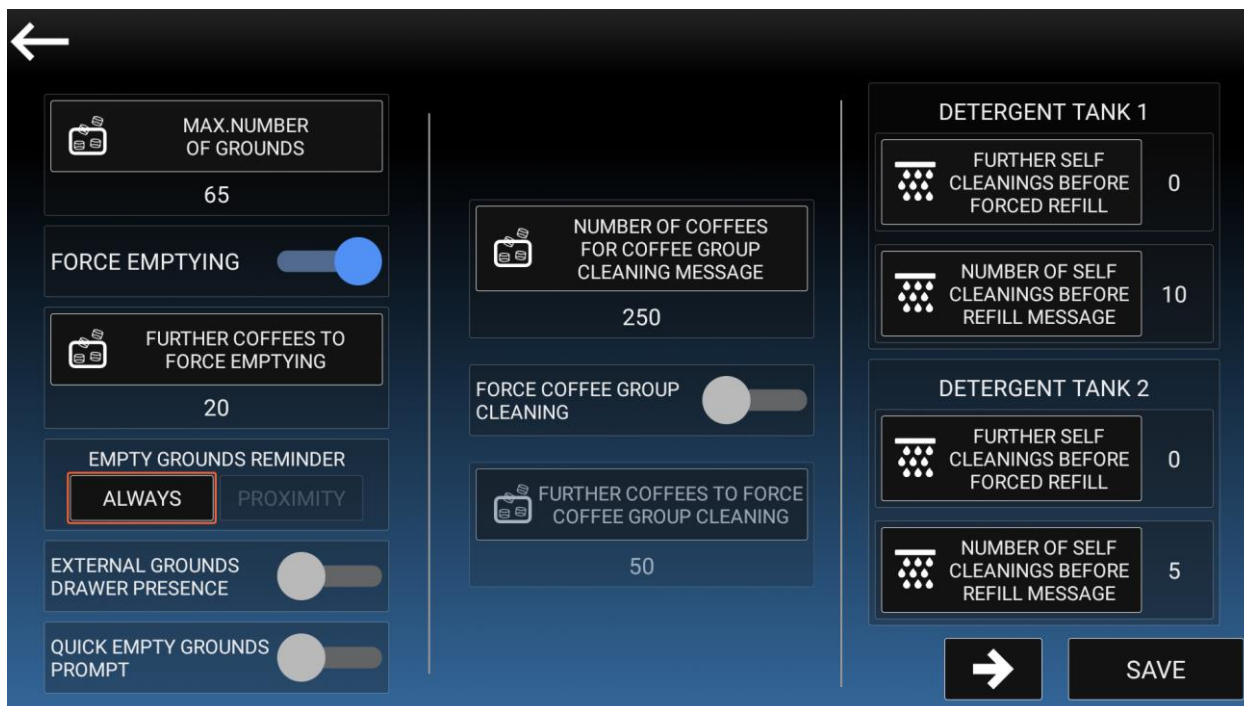 MAX.NUMBER
OF GROUNDS
65
FORCE EMPTYING
FURTHER COFFEES TO
FORCE EMPTYING
20
EMPTY GROUNDS REMINDER
ALWAYS
PROXIMITY
EXTERNAL GROUNDS
DRAWER PRESENCE
QUICK EMPTY GROUNDS
PROMPT
NUMBER OF COFFEES
FOR COFFEE GROUP
CLEANING MESSAGE
250
FORCE COFFEE GROUP
CLEANING
FURTHER COFFEES TO FORCE
COFFEE GROUP CLEANING
50
DETERGENT TANK 1
FURTHER SELF
CLEANINGS BEFORE
FORCED REFILL
0
NUMBER OF SELF
CLEANINGS BEFORE
REFILL MESSAGE
10
DETERGENT TANK 2
FURTHER SELF
CLEANINGS BEFORE
FORCED REFILL
0
NUMBER OF SELF
CLEANINGS BEFORE
REFILL MESSAGE
5
SAVE